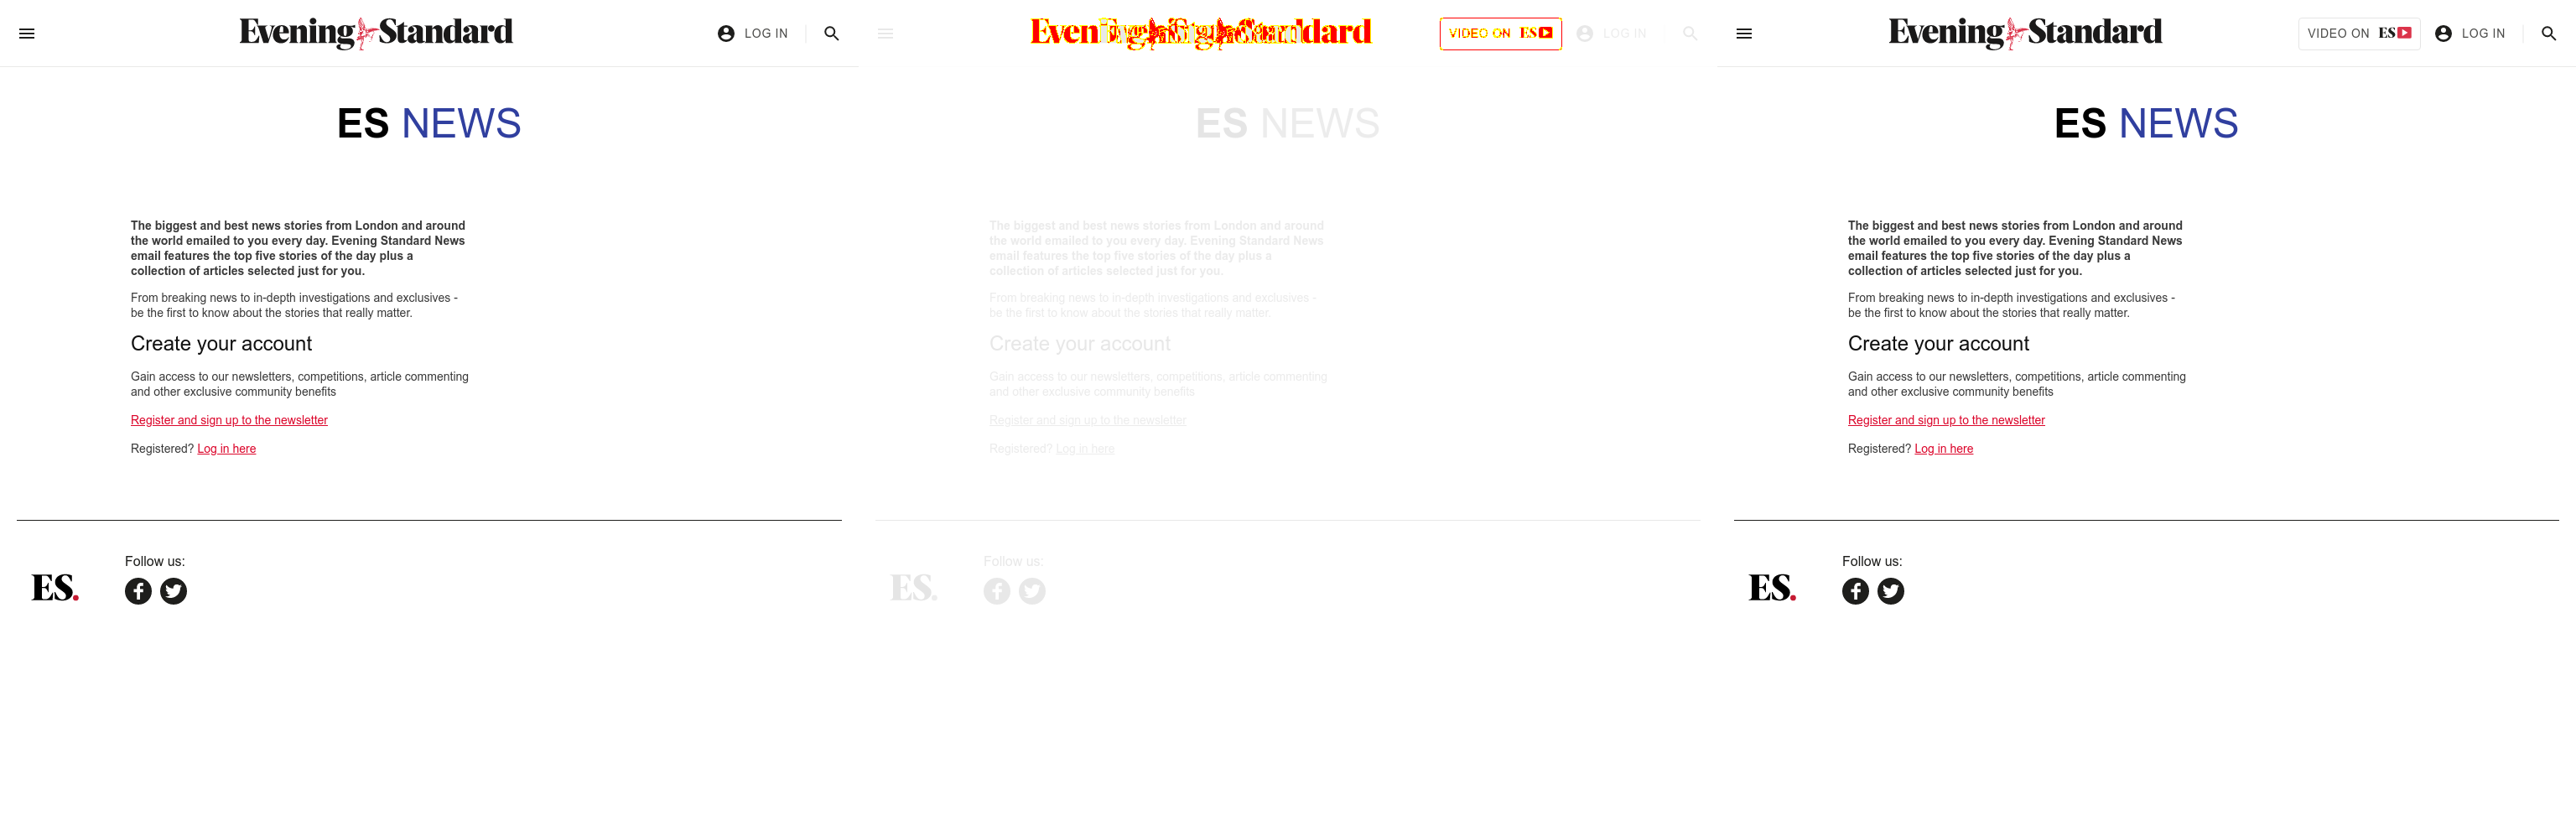 Evening Standard
LOG IN
ES NEWS
The biggest and best news stories from London and around
the world emailed to you every day. Evening Standard News
email features the top five stories of the day plus a
collection of articles selected just for you.
From breaking news to in-depth investigations and exclusives -
be the first to know about the stories that really matter.
Create your account
Gain access to our newsletters, competitions, article commenting
and other exclusive community benefits
Register and sign up to the newsletter
Registered? Log in here
Follow us:
ES.
VIDEO ON ES
LOG IN
ES NEWS
The biggest and best news stories from London and around
the world emailed to you every day. Evening Standard News
email features the top five stories of the day plus a
collection of articles selected just for you.
From breaking news to in-depth investigations and exclusives -
be the first to know about the stories that really matter.
Create your account
Gain access to our newsletters, competitions, article commenting
and other exclusive community benefits
Register and sign up to the newsletter
Registered? Log in here
Follow us:
ES.
Evening Standard
VIDEO ON ES
LOG IN
ES NEWS
The biggest and best news stories from London and around
the world emailed to you every day. Evening Standard News
email features the top five stories of the day plus a
collection of articles selected just for you.
From breaking news to in-depth investigations and exclusives -
be the first to know about the stories that really matter.
Create your account
Gain access to our newsletters, competitions, article commenting
and other exclusive community benefits
Register and sign up to the newsletter
Registered? Log in here
Follow us:
ES.